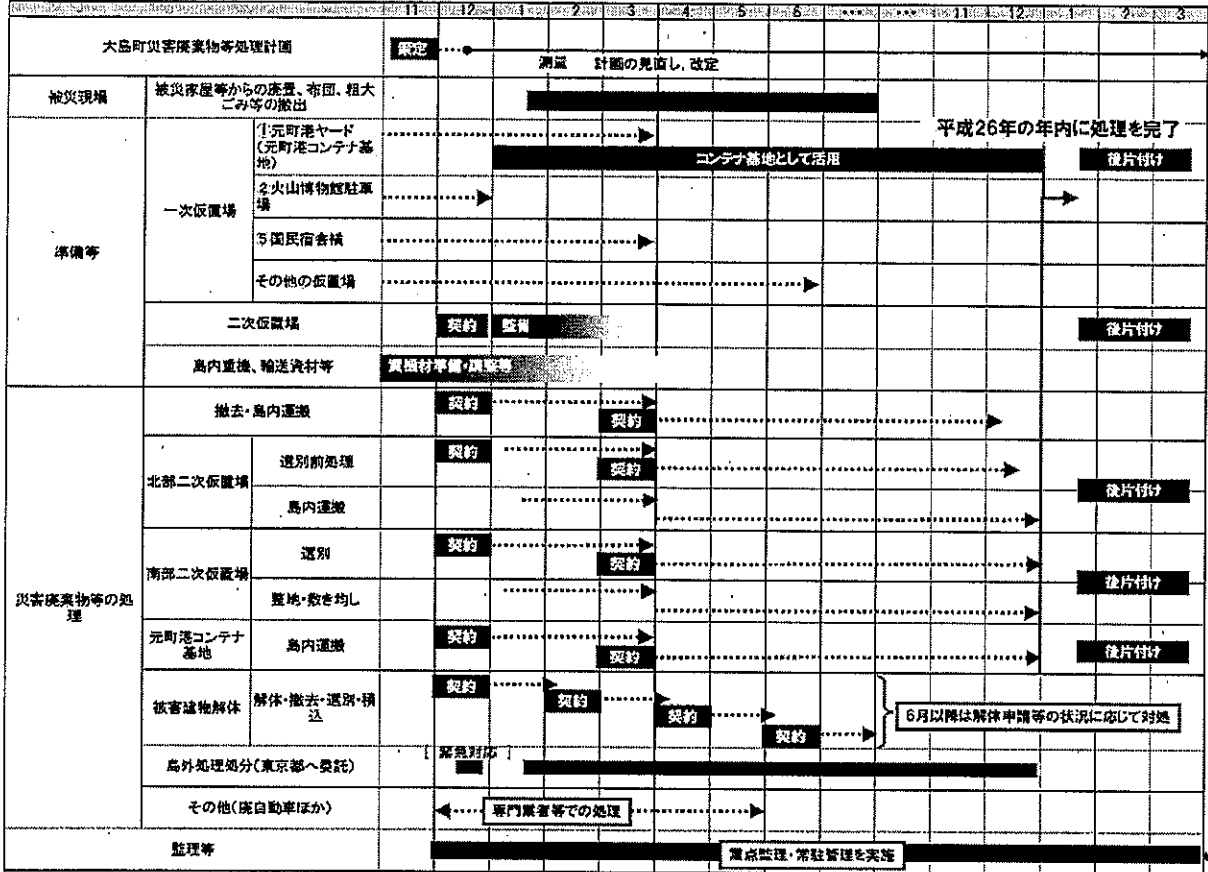 11 12 1 2 3 4 5 6 ・・・ ・・・ 11 12 1 2 3
大島町災害廃棄物等処理計画
策定
測量 計画の見直し,改定
被災現場
被災家屋等からの廃畳、布団、粗大
ごみ等の搬出
準備等
一次仮置場
①元町港ヤード
(元町港コンテナ基
地)
平成26年の年内に処理を完了
コンテナ基地として活用
後片付け
②火山博物館駐車
場
⑤国民宿舎横
その他の仮置場
二次仮置場
契約
整備
後片付け
島内重機、輸送資材等
資機材準備・調整等
災害廃棄物等の処
理
撤去・島内運搬
契約
契約
北部二次仮置場
選別前処理
契約
契約
島内運搬
後片付け
南部二次仮置場
選別
契約
契約
整地・敷き均し
後片付け
元町港コンテナ
基地
島内運搬
契約
契約
後片付け
被害建物解体
解体・撤去・選別・積
込
契約
契約
契約
契約
6月以降は解体申請等の状況に応じて対処
島外処理処分(東京都へ委託)
[ 緊急対応 ]
その他(廃自動車ほか)
専門業者等での処理
監理等
重点監理・常駐管理を実施